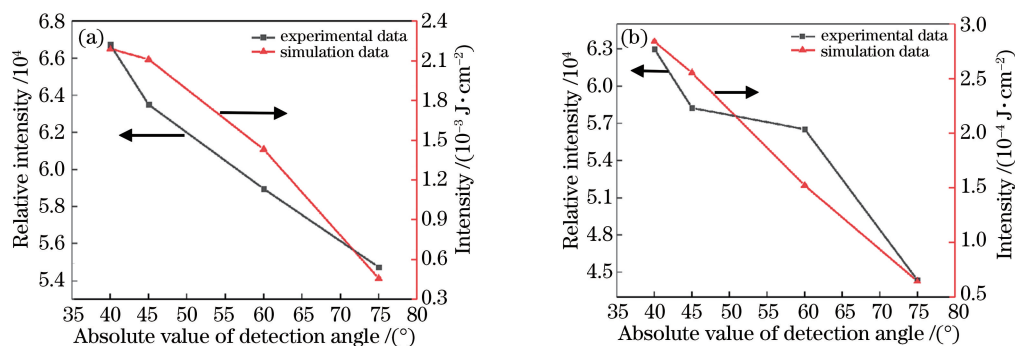 (a)
experimental data
simulation data
Relative intensity /10⁴
6.8
6.6
6.4
6.2
6.0
5.8
5.6
5.4
2.4
2.1
1.8
1.5
1.2
0.9
0.6
0.3
Intensity /(10⁻³ J·cm⁻²)
35 40 45 50 55 60 65 70 75 80
Absolute value of detection angle /(°)
(b)
experimental data
simulation data
Relative intensity /10⁴
6.3
6.0
5.7
5.1
4.8
4.5
3.0
2.5
2.0
1.5
1.0
0.5
Intensity /(10⁻⁴ J·cm⁻²)
35 40 45 50 55 60 65 70 75 80
Absolute value of detection angle /(°)